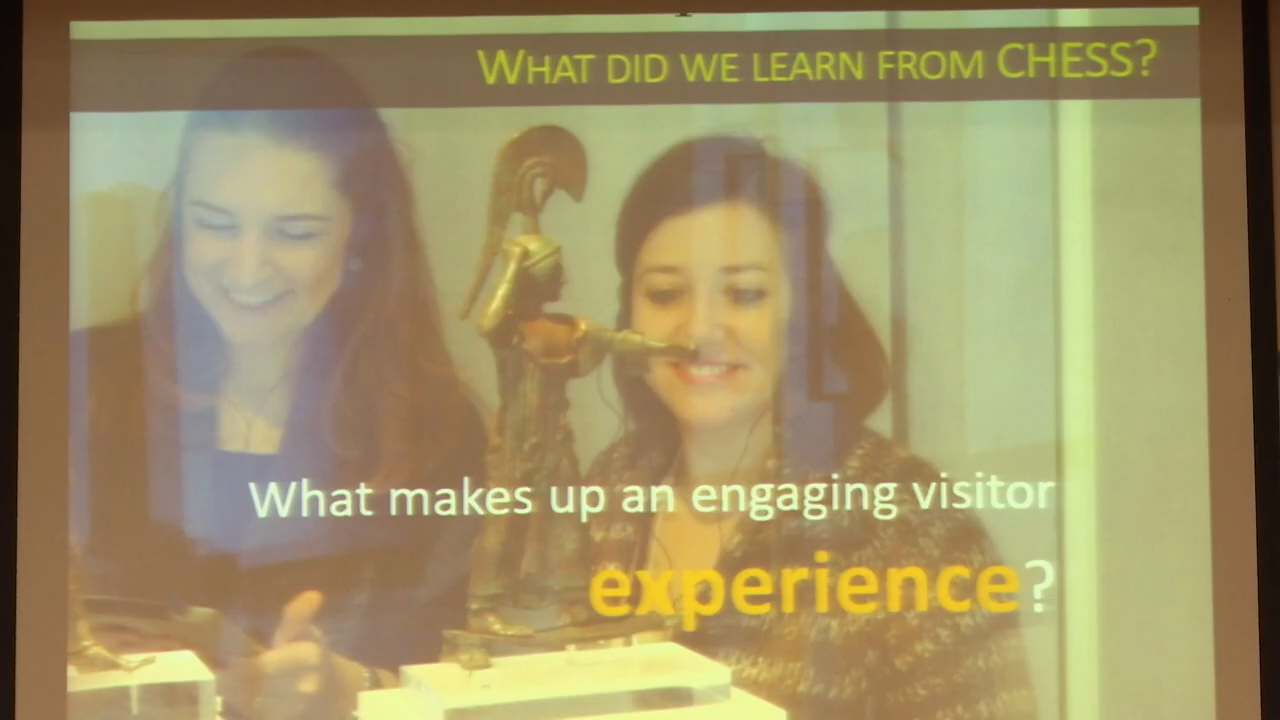 WHAT DID WE LEARN FROM CHESS?
What makes up an engaging visitor
experience?